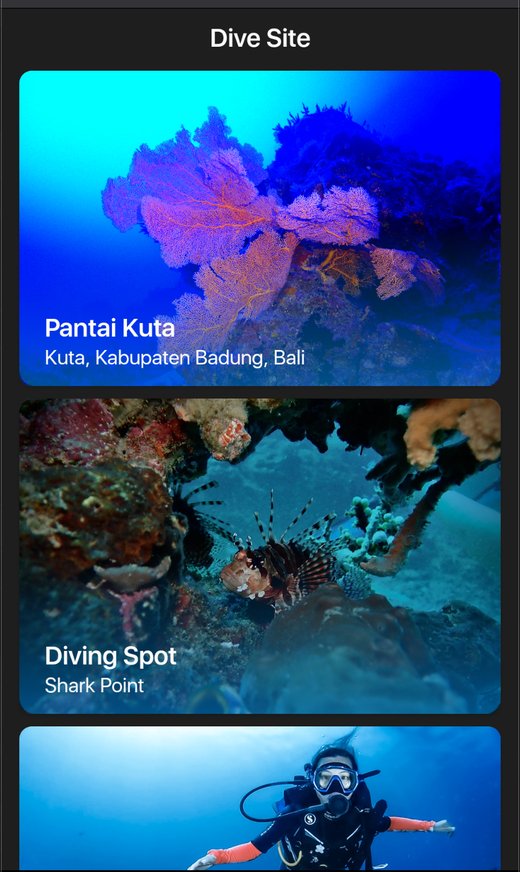 Dive Site
Pantai Kuta
Kuta, Kabupaten Badung, Bali
Diving Spot
Shark Point